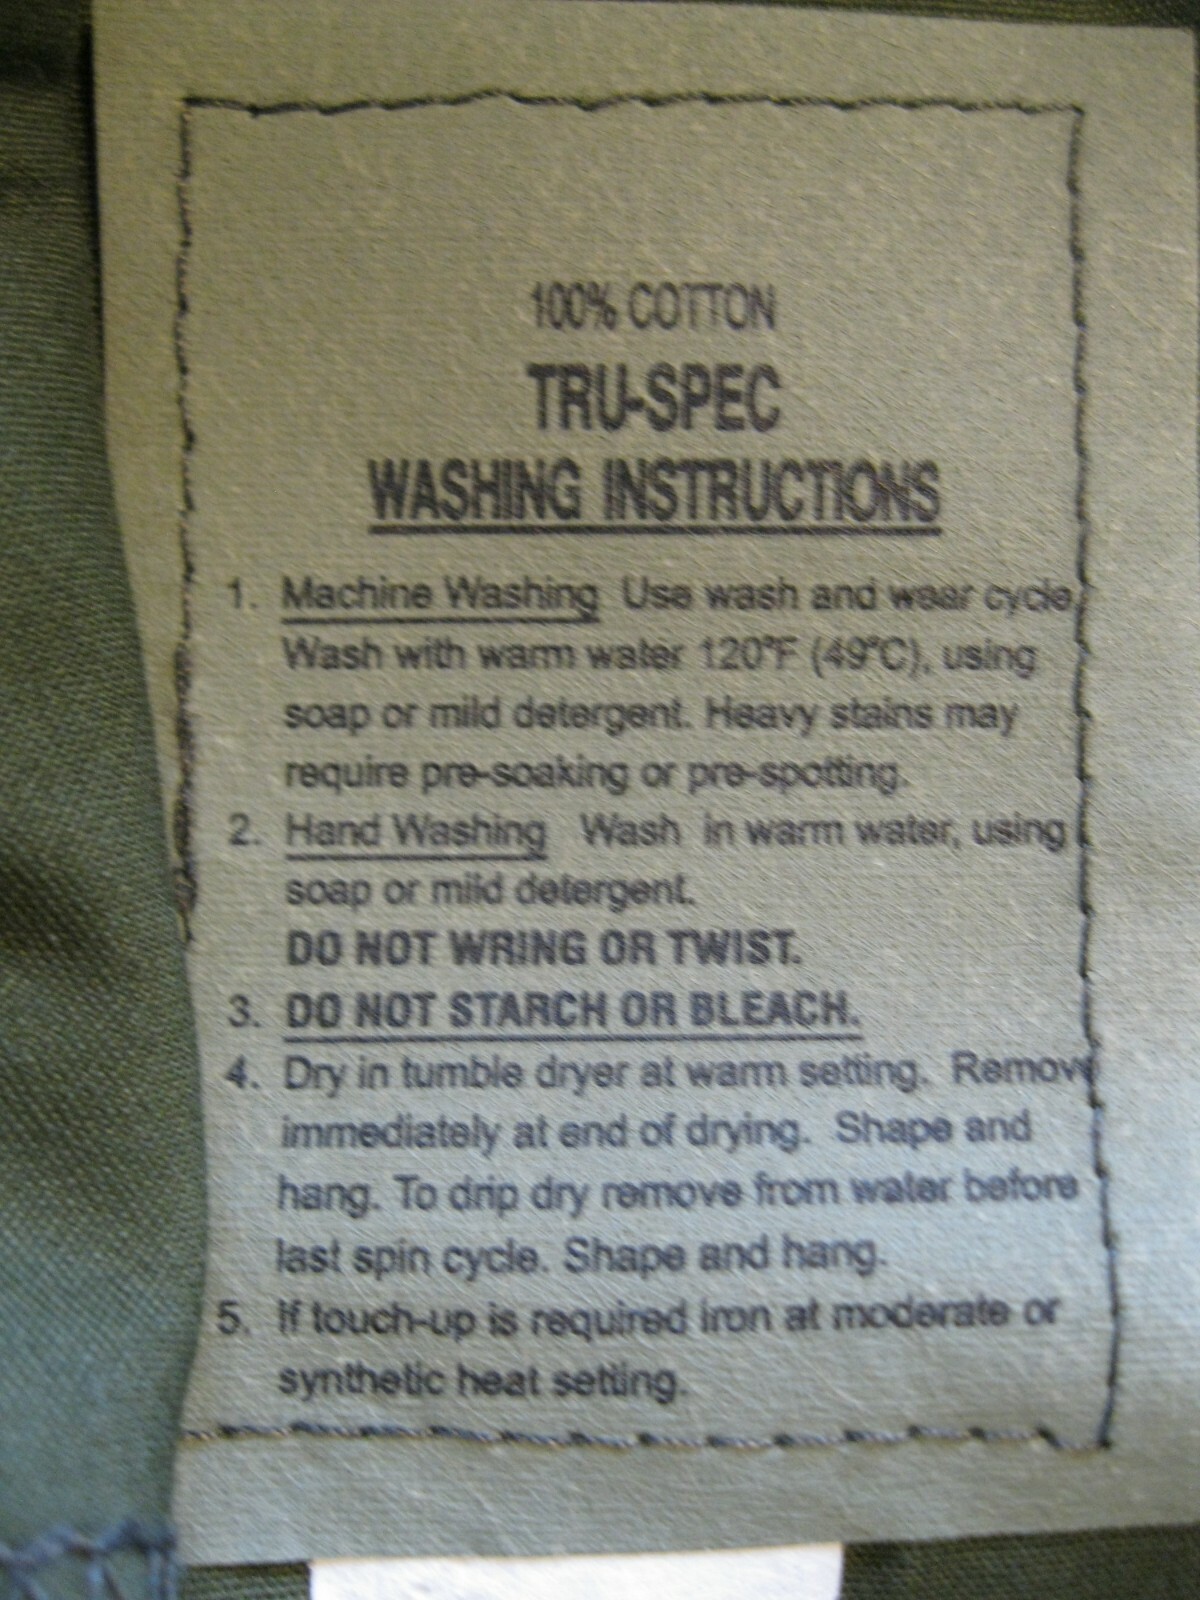 100% COTTON
TRU-SPEC
WASHING INSTRUCTIONS
1. Machine Washing Use wash and wear cycle
Wash with warm water 120°F (49°C), using
soap or mild detergent. Heavy stains may
require pre-soaking or pre-spotting.
2. Hand Washing Wash in warm water, using
soap or mild detergent.
DO NOT WRING OR TWIST.
3. DO NOT STARCH OR BLEACH.
4. Dry in tumble dryer at warm setting. Remove
immediately at end of drying. Shape and
hang. To drip dry remove from water before
last spin cycle. Shape and hang.
5. If touch-up is required iron at moderate or
synthetic heat setting.